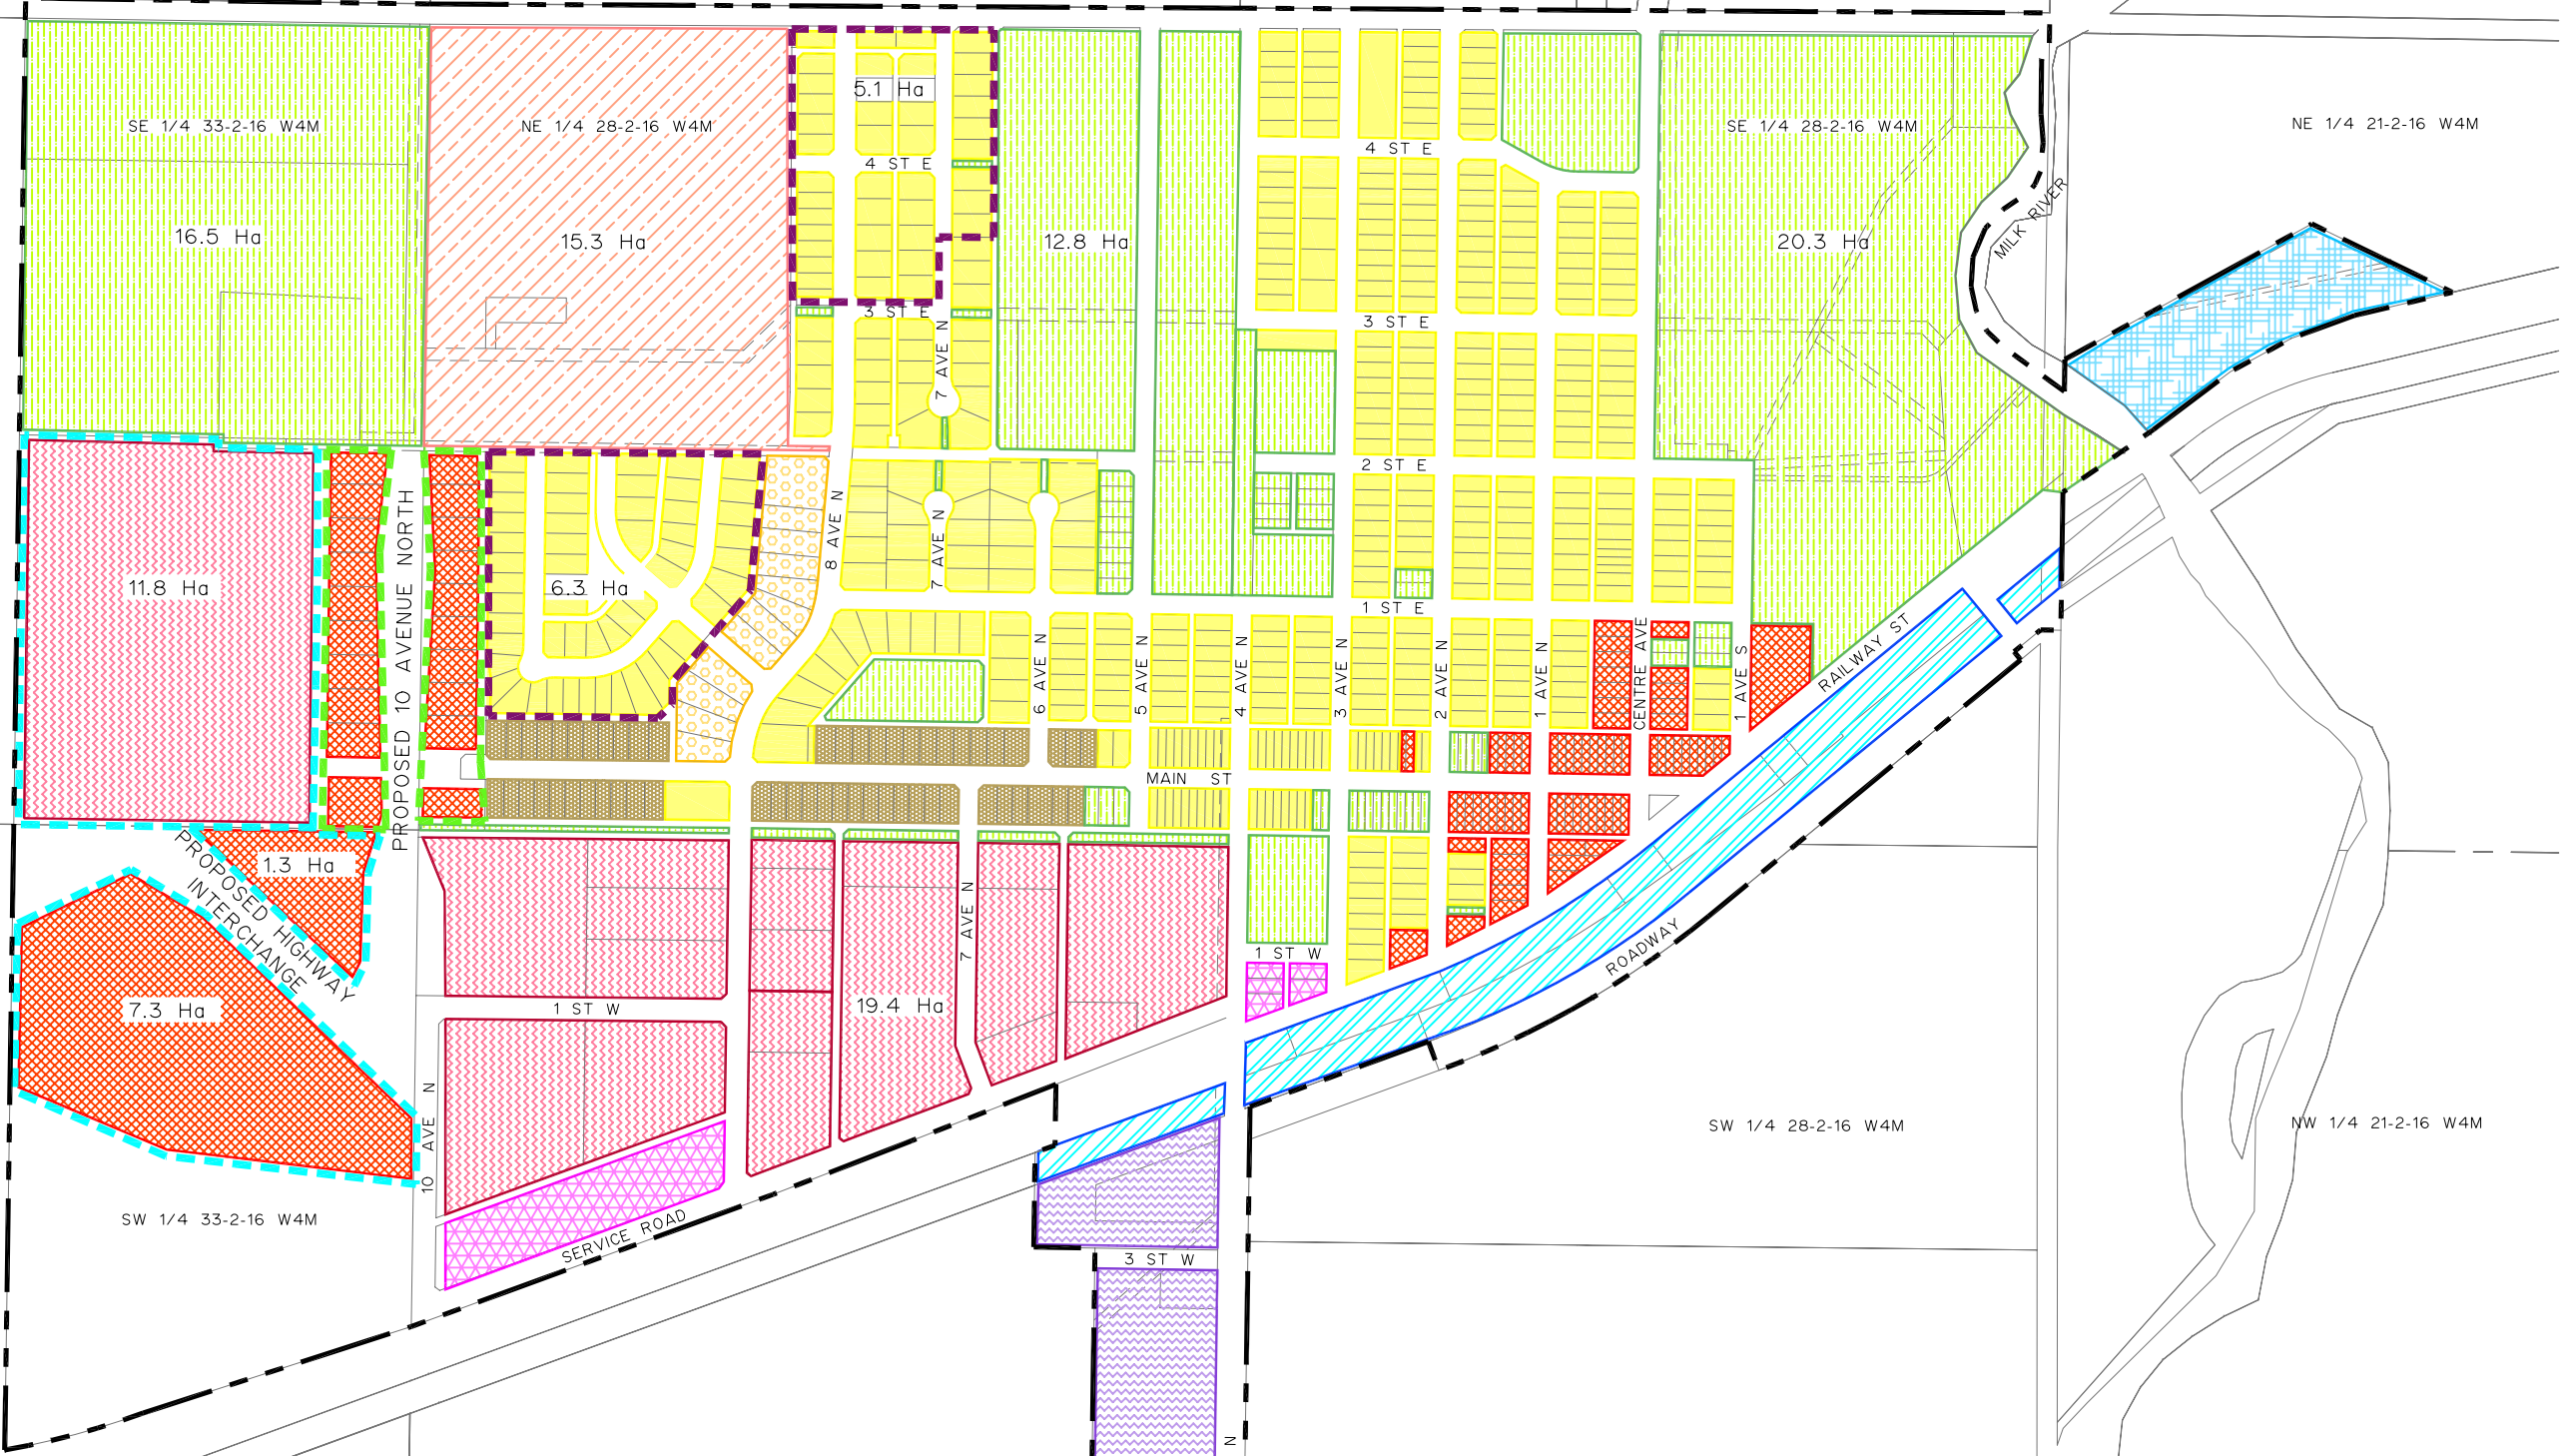 SE 1/4 33-2-16 W4M
NE 1/4 28-2-16 W4M
5.1 Ha
SE 1/4 28-2-16 W4M
NE 1/4 21-2-16 W4M
4 ST E
4 ST E
16.5 Ha
15.3 Ha
12.8 Ha
20.3 Ha
MILK RIVER
3 ST E
3 ST E
7 AVE N
2 ST E
8 AVE N
7 AVE N
11.8 Ha
PROPOSED 10 AVENUE NORTH
6.3 Ha
1 ST E
6 AVE N
5 AVE N
4 AVE N
3 AVE N
2 AVE N
1 AVE N
CENTRE AVE
1 AVE S
RAILWAY ST
MAIN ST
1.3 Ha
PROPOSED HIGHWAY
INTERCHANGE
7 AVE N
1 ST W
ROADWAY
7.3 Ha
1 ST W
19.4 Ha
10 AVE N
SW 1/4 28-2-16 W4M
NW 1/4 21-2-16 W4M
SW 1/4 33-2-16 W4M
SERVICE ROAD
3 ST W
N